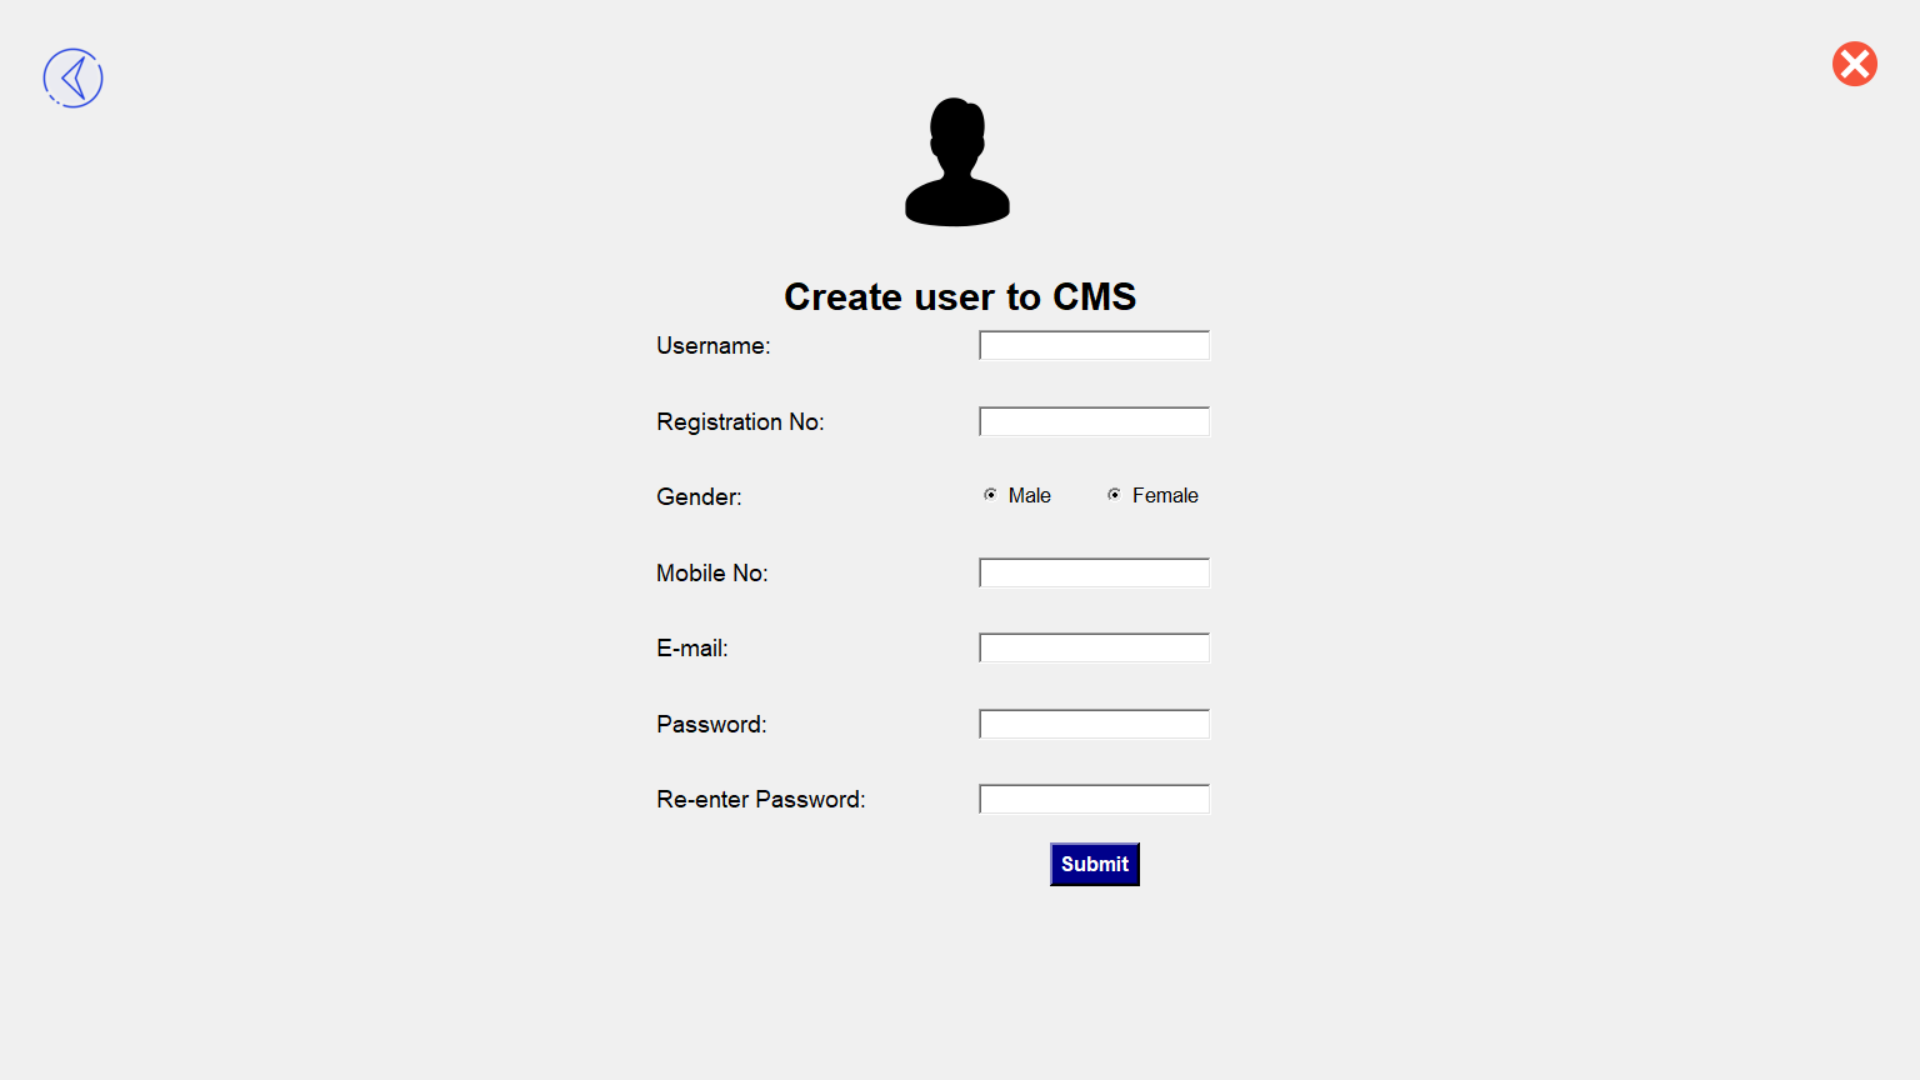 Create user to CMS
Username:
Registration No:
Gender: Male Female
Mobile No:
E-mail:
Password:
Re-enter Password:
Submit